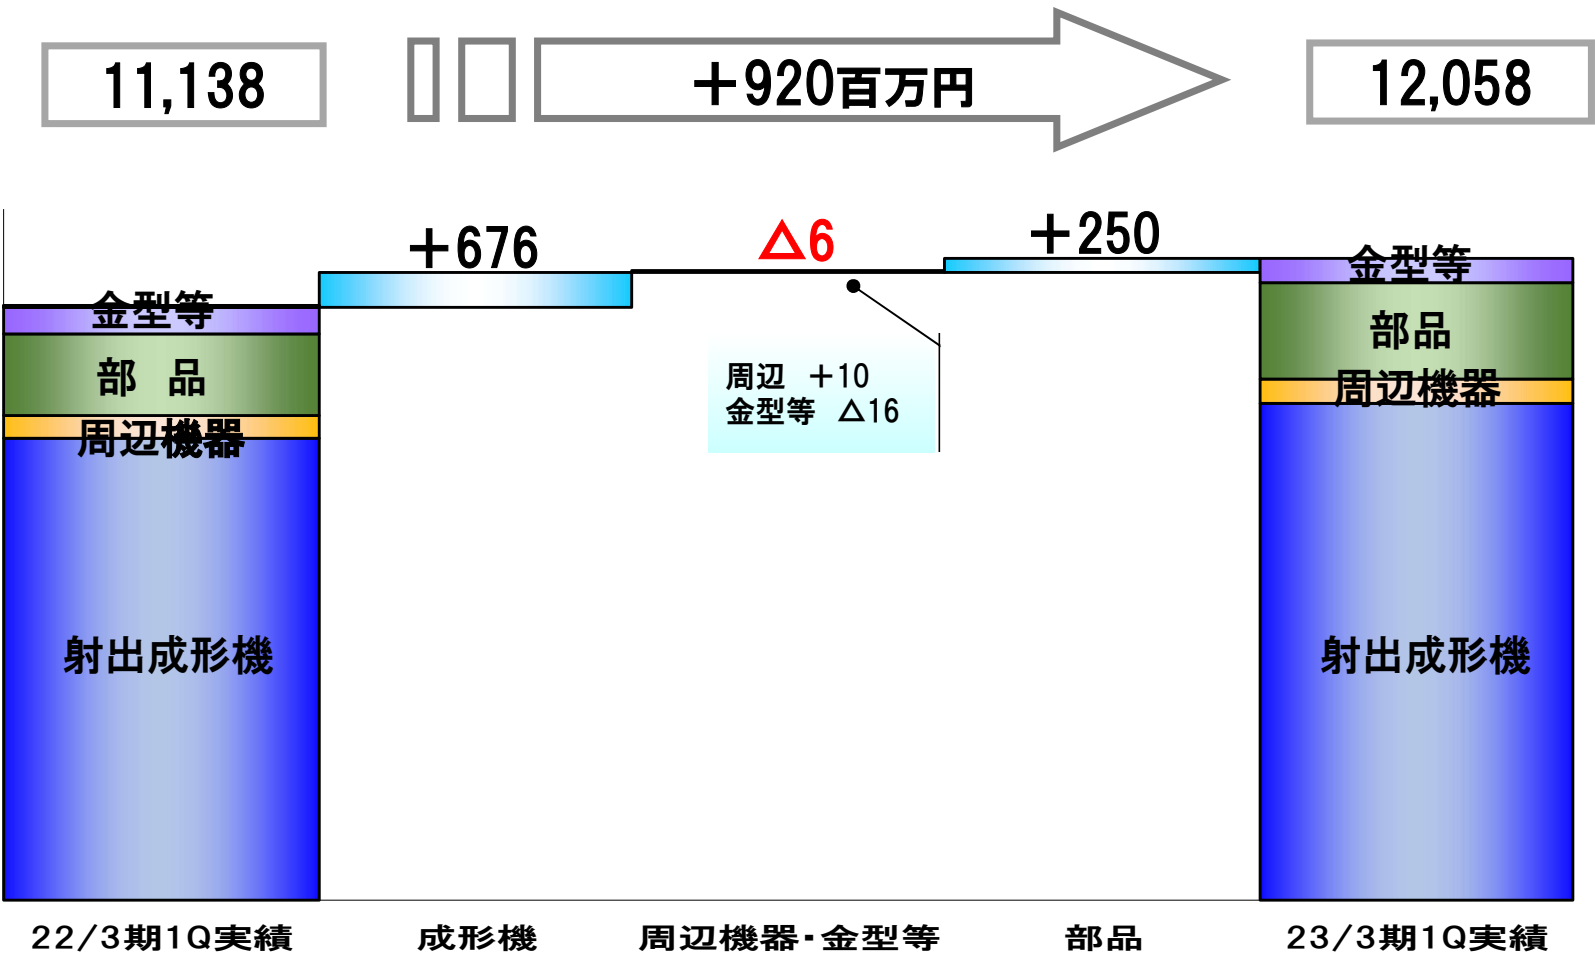 11,138
＋920百万円
12,058
＋676
△6
＋250
金型等
部　品
周辺機器
射出成形機
周辺　＋10
金型等　△16
金型等
部品
周辺機器
射出成形機
22/3期1Q実績
成形機
周辺機器・金型等
部品
23/3期1Q実績